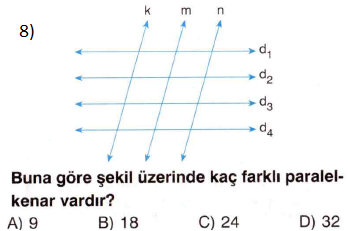 8)
k m n
d1
d2
d3
d4
Buna göre şekil üzerinde kaç farklı paralel-
kenar vardır?
A) 9 B) 18 C) 24 D) 32